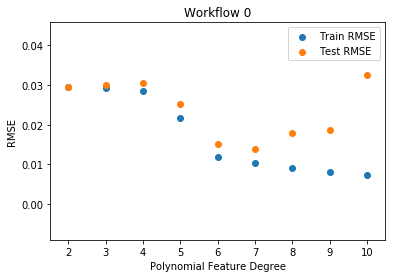 Workflow 0
Train RMSE
Test RMSE
RMSE
0.04
0.03
0.02
0.01
0.00
2 3 4 5 6 7 8 9 10
Polynomial Feature Degree